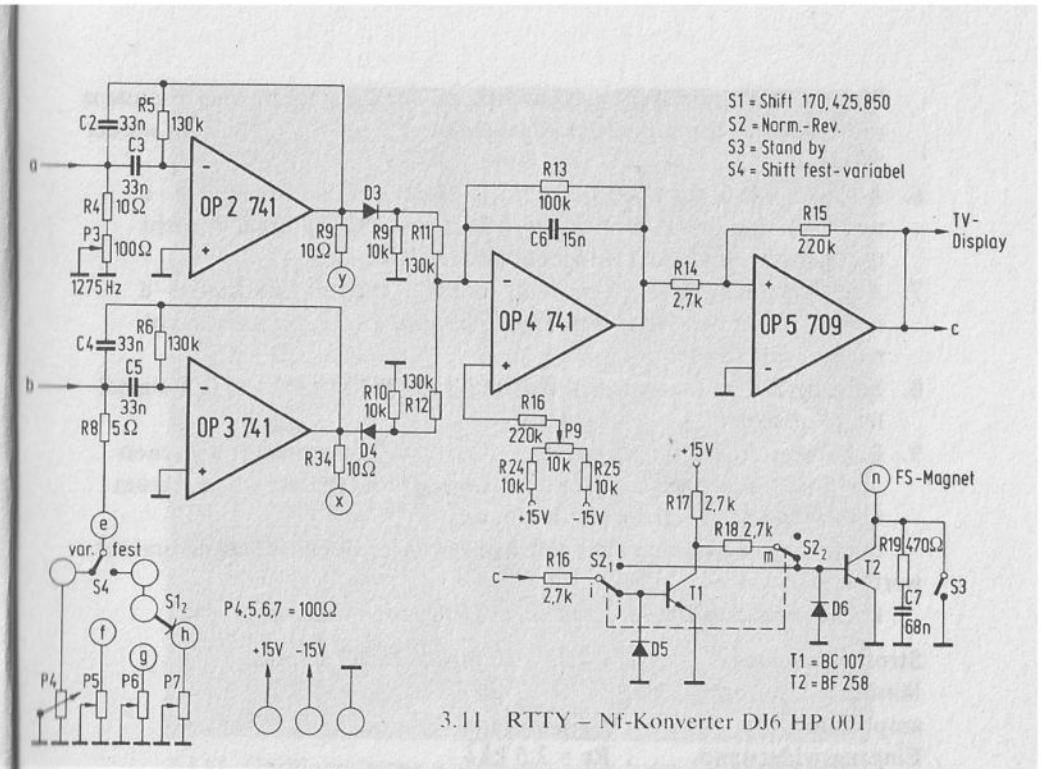 S1 = Shift 170, 425, 850
S2 = Norm.-Rev.
S3 = Stand by
S4 = Shift fest-variabel
R5
130k
C2
33n
C3
33n
a
R4
10Ω
P3
100Ω
1275 Hz
OP 2 741
D3
R9
10Ω
y
R9
10k
R11
130k
R13
100k
C6
15n
OP 4 741
R14
2,7k
R15
220k
OP 5 709
TV-
Display
c
R6
130k
C4
33n
C5
33n
b
R8
5Ω
OP 3 741
R10
10k
130k
R12
D4
R34
10Ω
x
R16
220k
P9
10k
R24
10k
R25
10k
+15V
-15V
e
var.
fest
S4
S1₂
P4,5,6,7 = 100Ω
f
g
h
P4
P5
P6
P7
+15V
-15V
+15V
R17
2,7k
R18 2,7k
S2₂
m
C
R16
2,7k
S2₁
l
i
j
T1
D5
D6
T2
n
FS-Magnet
R19
470Ω
C7
68n
S3
T1 = BC 107
T2 = BF 258
3.11 RTTY – Nf-Konverter DJ6 HP 001